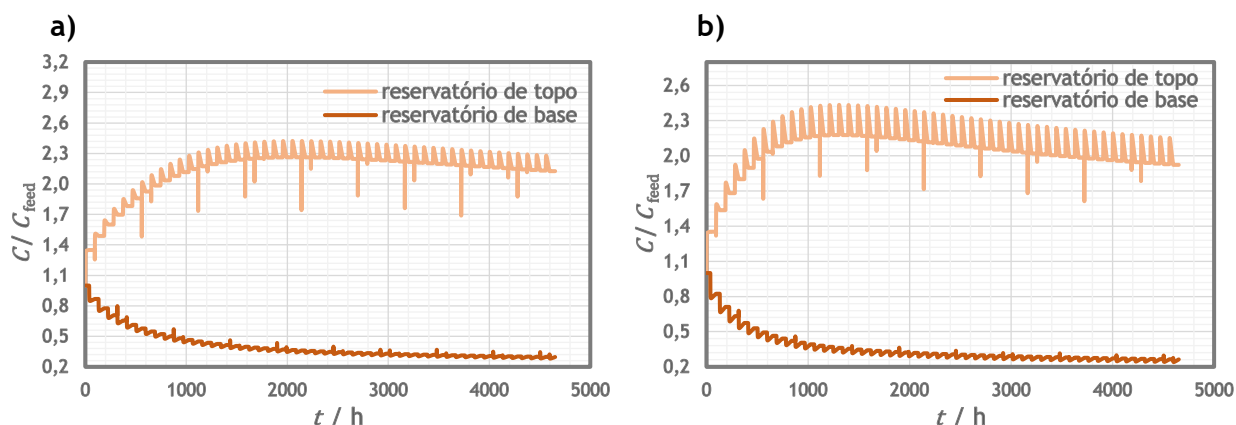 a)
3,2
2,9
2,6
2,3
2,0
1,7
1,4
1,1
0,8
0,5
0,2
C/ C feed
reservatório de topo
reservatório de base
0 1000 2000 3000 4000 5000
t / h
b)
2,6
2,3
2,0
1,7
1,4
1,1
0,8
0,5
0,2
C/ C feed
reservatório de topo
reservatório de base
0 1000 2000 3000 4000 5000
t / h